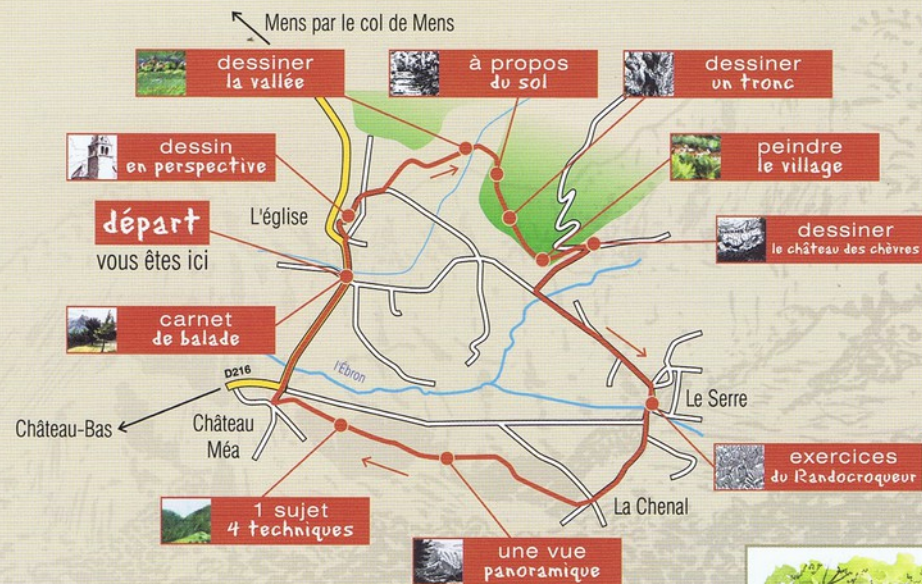 Mens par le col de Mens
dessiner
la vallée
à propos
du sol
dessiner
un tronc
dessin
en perspective
peindre
le village
départ
vous êtes ici
L'église
dessiner
le château des chèvres
carnet
de balade
l'Ébron
D216
Château-Bas
Château
Méa
Le Serre
exercices
du Randocroqueur
La Chenal
1 sujet
4 techniques
une vue
panoramique